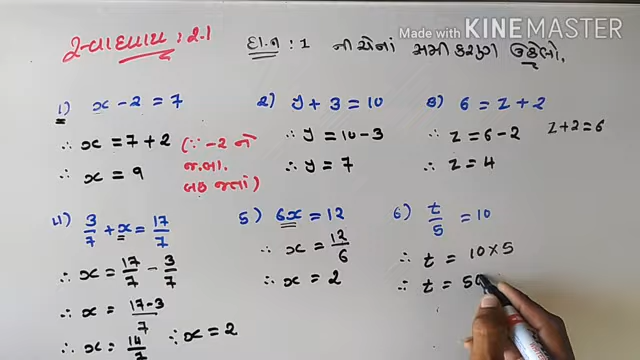 સ્વાધ્યાય : 2.1
દા.નં : 1 નીચેનાં સમીકરણ ઉકેલો.
Made with KINEMASTER
1) x - 2 = 7
∴ x = 7 + 2 (∵ -2 ને
જ.બા.
લઇ જતાં)
∴ x = 9
2) y + 3 = 10
∴ y = 10 - 3
∴ y = 7
3) 6 = z + 2
z + 2 = 6
∴ z = 6 - 2
∴ z = 4
4) 3/7 + x = 17/7
∴ x = 17/7 - 3/7
∴ x = 17-3/7
∴ x = 14/7 ∴ x = 2
5) 6x = 12
∴ x = 12/6
∴ x = 2
6) t/5 = 10
∴ t = 10 × 5
∴ t = 50